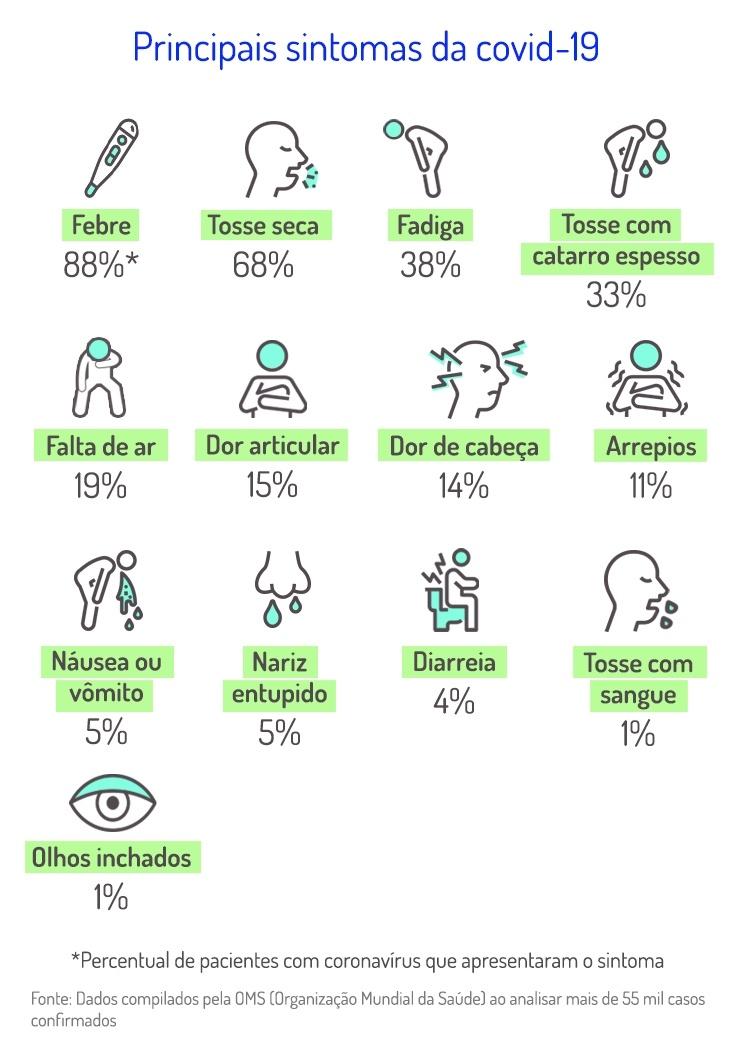 Principais sintomas da covid-19
Febre
88%*
Tosse seca
68%
Fadiga
38%
Tosse com
catarro espesso
33%
Falta de ar
19%
Dor articular
15%
Dor de cabeça
14%
Arrepios
11%
Náusea ou
vômito
5%
Nariz
entupido
5%
Diarreia
4%
Tosse com
sangue
1%
Olhos inchados
1%
*Percentual de pacientes com coronavírus que apresentaram o sintoma
Fonte: Dados compilados pela OMS (Organização Mundial da Saúde) ao analisar mais de 55 mil casos
confirmados